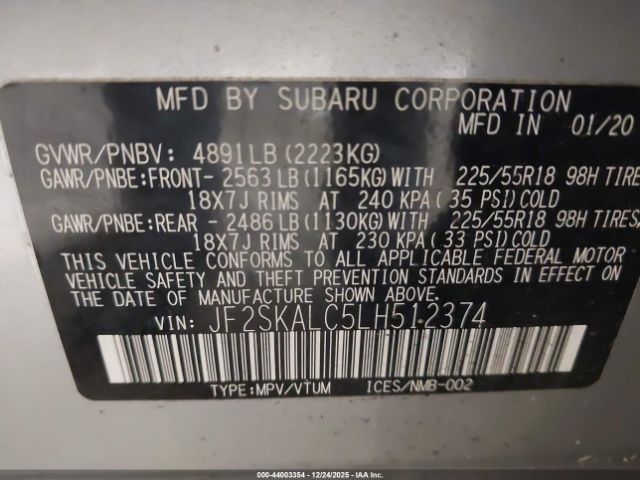 MFD BY SUBARU CORPORATION
MFD IN 01/20
GVWR/PNBV: 4891LB(2223KG)
GAWR/PNBE:FRONT- 2563LB(1165KG)WITH 225/55R18 98H TIRE
18X7J RIMS AT 240 KPA( 35 PSI)COLD
GAWR/PNBE:REAR - 2486LB(1130KG)WITH 225/55R18 98H TIRES,
18X7J RIMS AT 230 KPA( 33 PSI)COLD
THIS VEHICLE CONFORMS TO ALL APPLICABLE FEDERAL MOTOR
VEHICLE SAFETY AND THEFT PREVENTION STANDARDS IN EFFECT ON
THE DATE OF MANUFACTURE SHOWN ABOVE.
VIN: JF2SKALC5LH512374
TYPE:MPV/VTUM ICES/NMB-002
000-44003354 - 12/24/2025 - IAA, Inc.